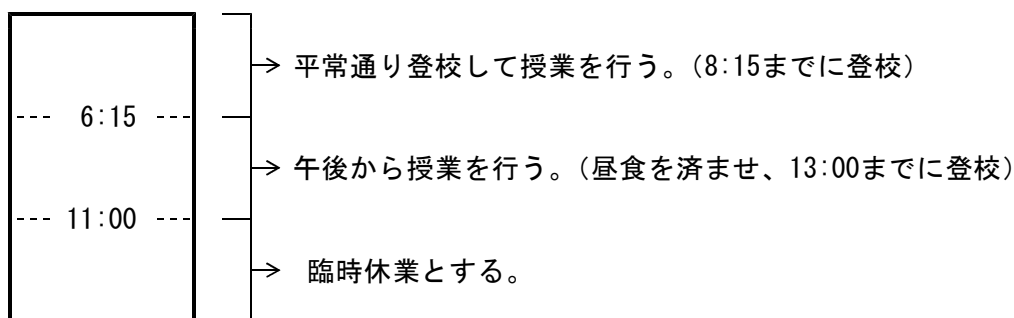 平常通り登校して授業を行う。(8:15までに登校)
--- 6:15 ---
午後から授業を行う。(昼食を済ませ、13:00までに登校)
--- 11:00 ---
臨時休業とする。